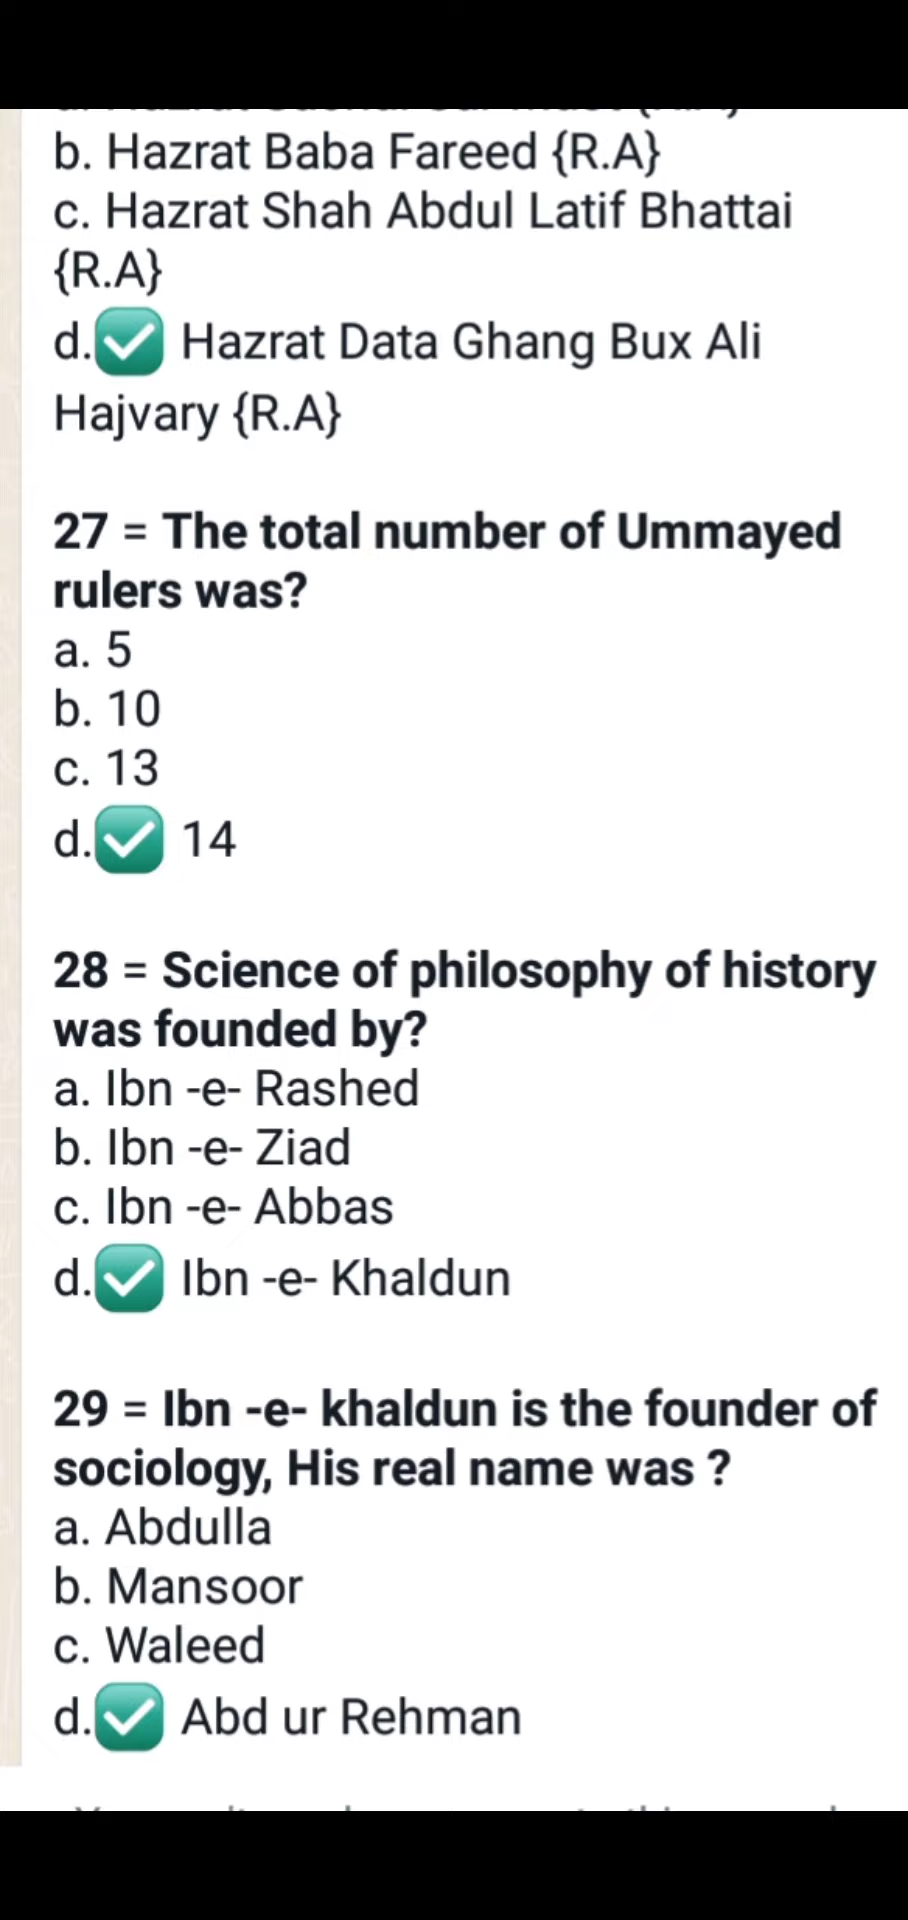 b. Hazrat Baba Fareed {R.A}
c. Hazrat Shah Abdul Latif Bhattai
{R.A}
d.✅ Hazrat Data Ghang Bux Ali
Hajvary {R.A}
27 = The total number of Ummayed
rulers was?
a. 5
b. 10
c. 13
d.✅ 14
28 = Science of philosophy of history
was founded by?
a. Ibn -e- Rashed
b. Ibn -e- Ziad
c. Ibn -e- Abbas
d.✅ Ibn -e- Khaldun
29 = Ibn -e- khaldun is the founder of
sociology, His real name was ?
a. Abdulla
b. Mansoor
c. Waleed
d.✅ Abd ur Rehman